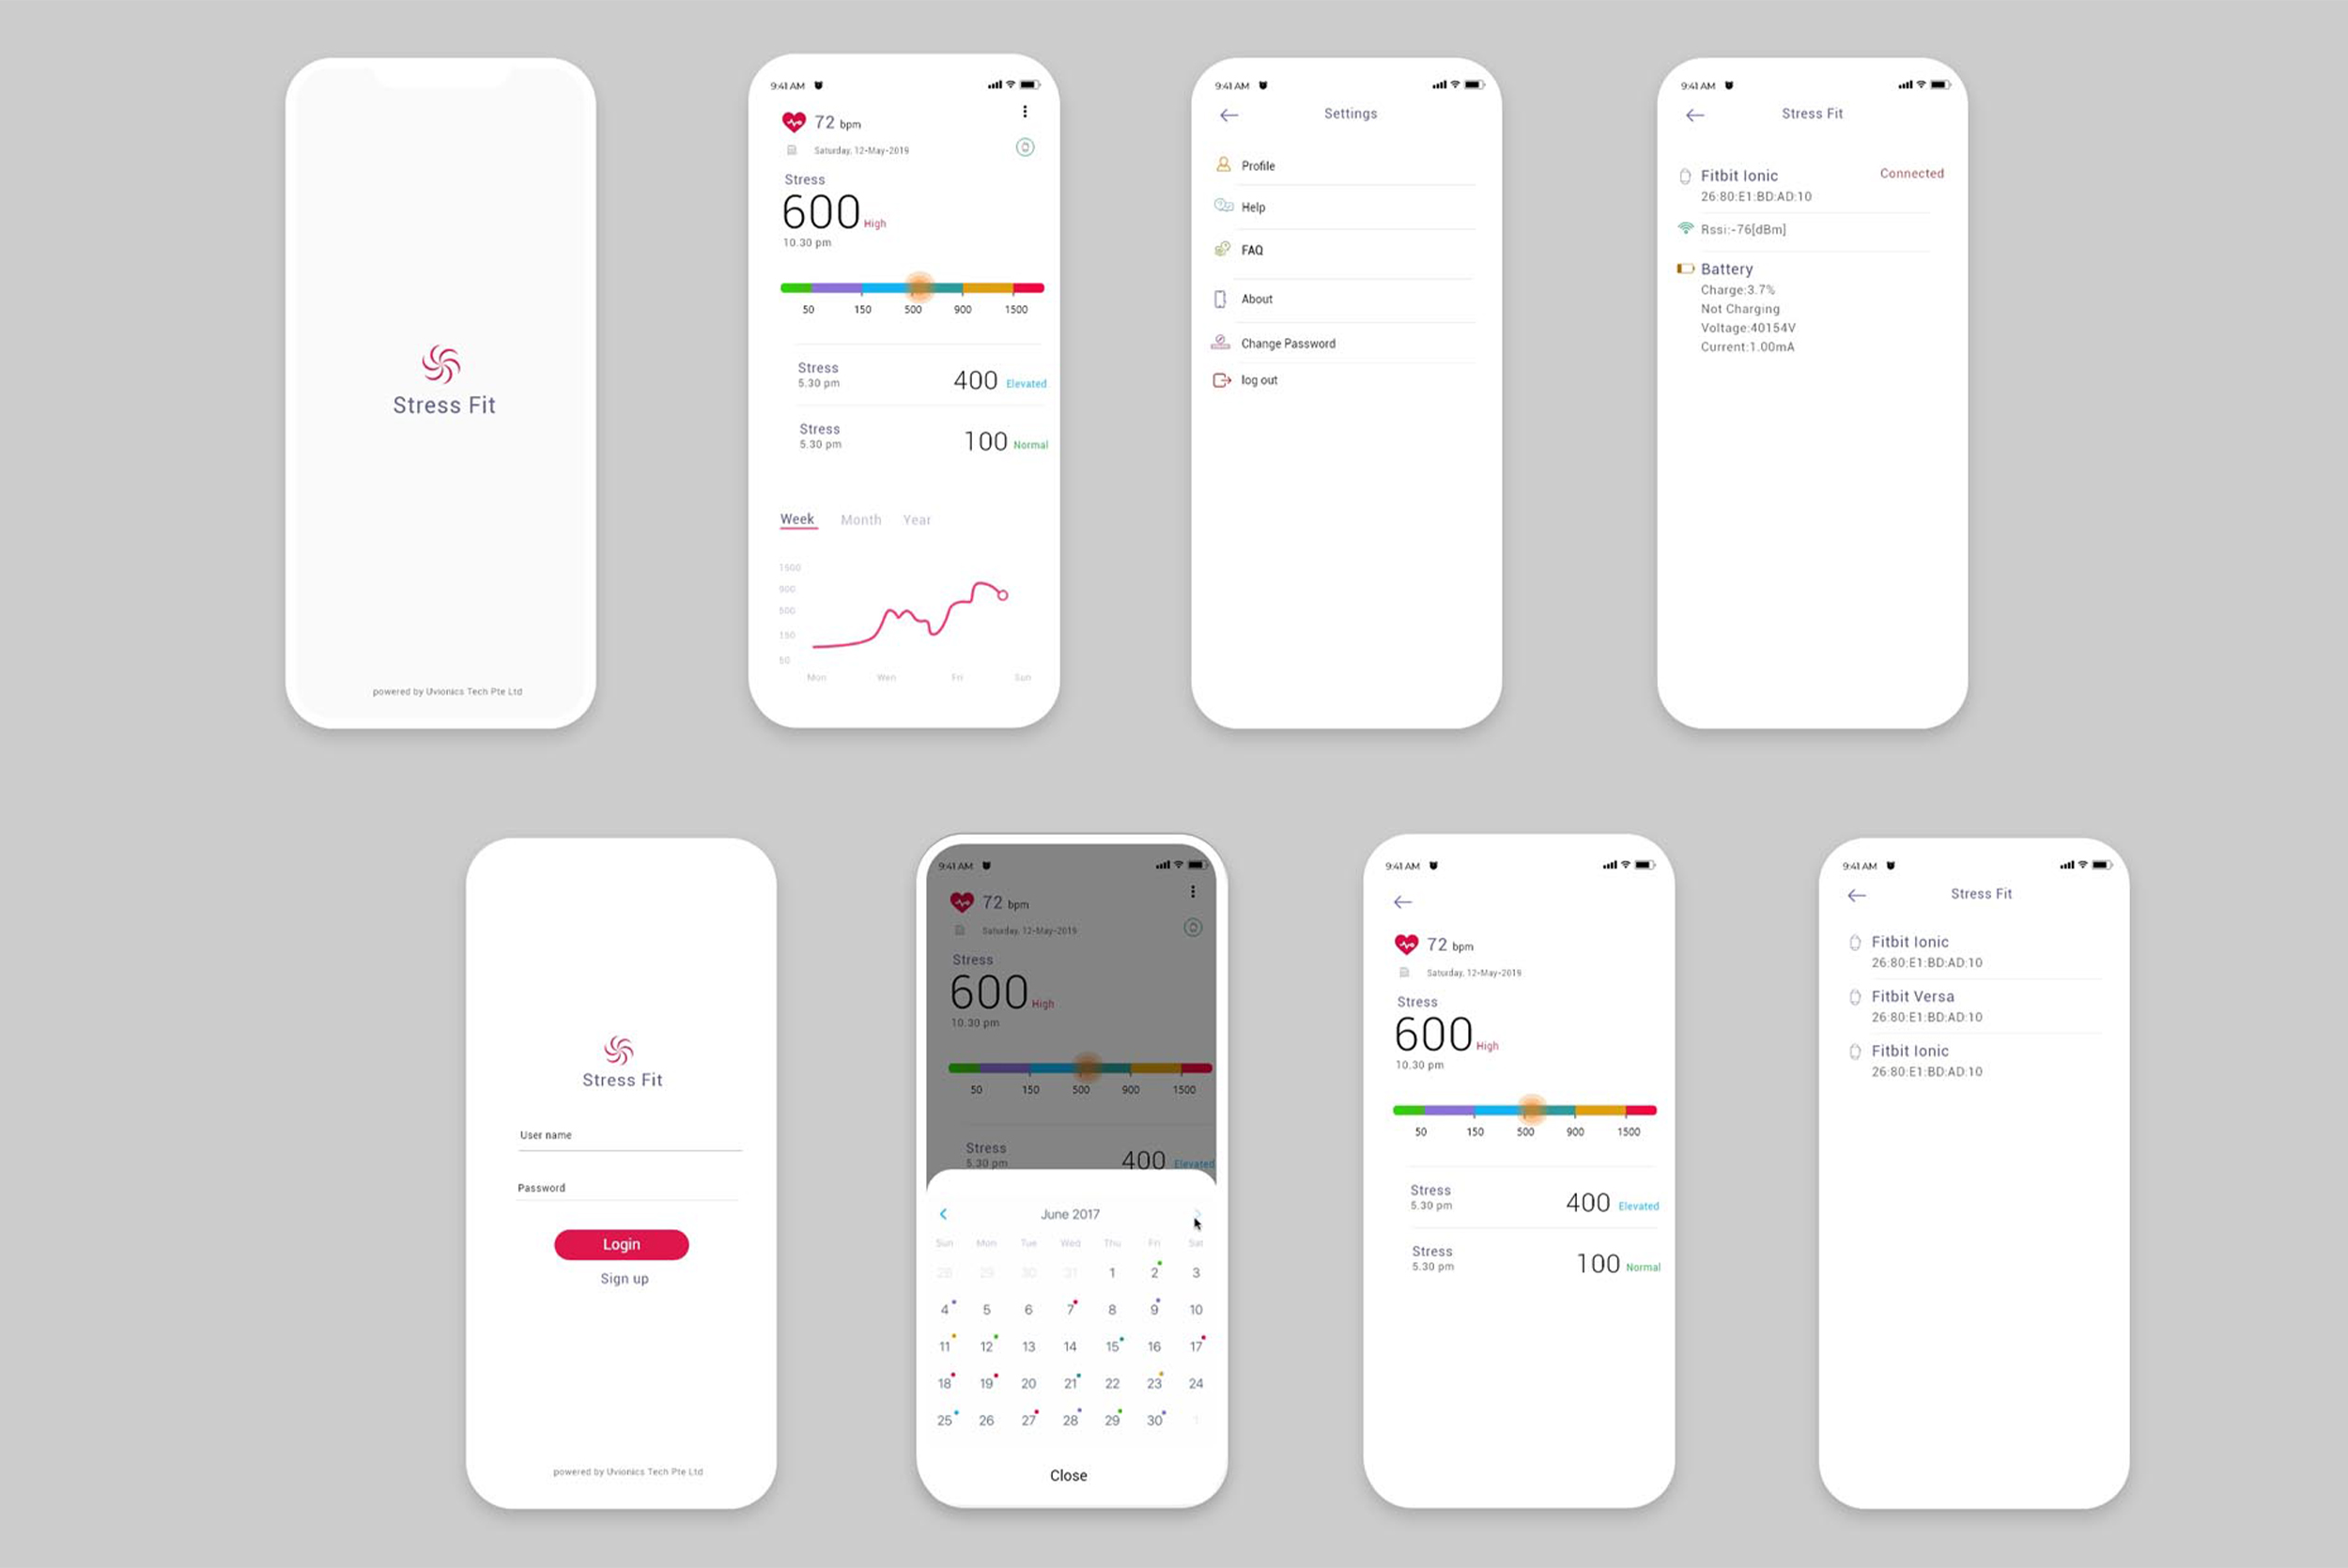 Stress Fit
powered by Uvionics Tech Pte Ltd
9:41 AM
72 bpm
Saturday, 12-May-2019
Stress
600 High
10.30 pm
50 150 500 900 1500
Stress
5.30 pm
400 Elevated
Stress
5.30 pm
100 Normal
Week Month Year
1500
900
500
150
50
Mon Wen Fri Sun
9:41 AM
Settings
Profile
Help
FAQ
About
Change Password
log out
9:41 AM
Stress Fit
Fitbit Ionic Connected
26:80:E1:BD:AD:10
Rssi:-76[dBm]
Battery
Charge:3.7%
Not Charging
Voltage:40154V
Current:1.00mA
Stress Fit
User name
Password
Login
Sign up
powered by Uvionics Tech Pte Ltd
9:41 AM
72 bpm
Saturday, 12-May-2019
Stress
600 High
10.30 pm
50 150 500 900 1500
Stress
5.30 pm
400 Elevated
June 2017
Sun Mon Tue Wed Thu Fri Sat
28 29 30 31 1 2 3
4 5 6 7 8 9 10
11 12 13 14 15 16 17
18 19 20 21 22 23 24
25 26 27 28 29 30 1
Close
9:41 AM
72 bpm
Saturday, 12-May-2019
Stress
600 High
10.30 pm
50 150 500 900 1500
Stress
5.30 pm
400 Elevated
Stress
5.30 pm
100 Normal
9:41 AM
Stress Fit
Fitbit Ionic
26:80:E1:BD:AD:10
Fitbit Versa
26:80:E1:BD:AD:10
Fitbit Ionic
26:80:E1:BD:AD:10